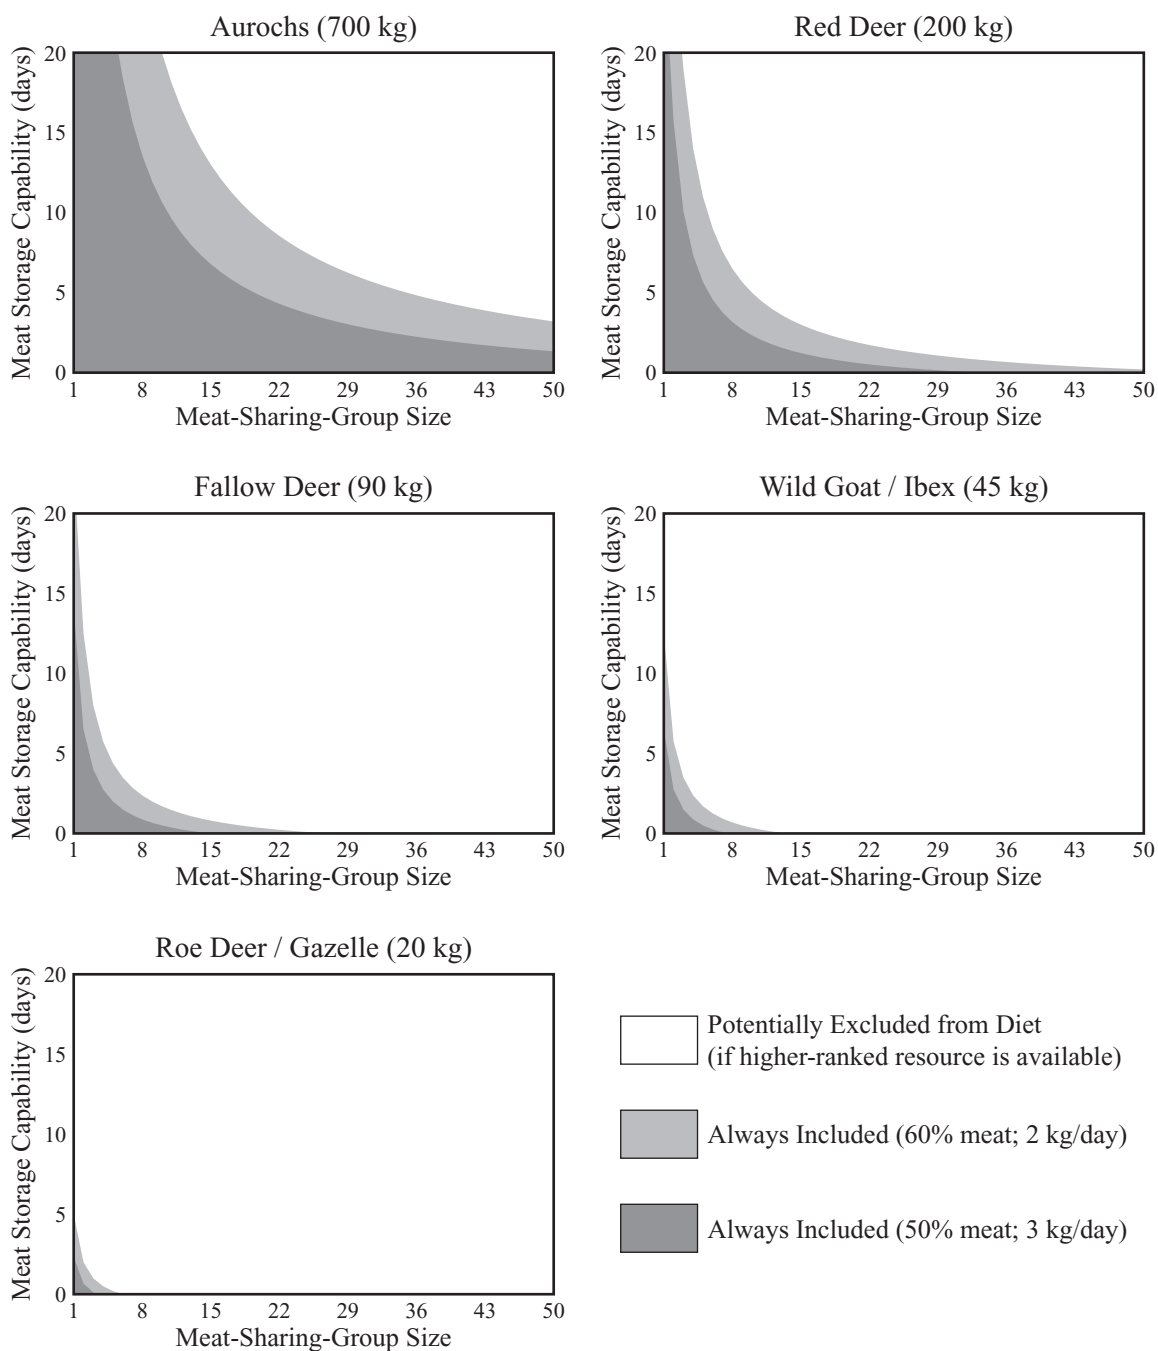 Aurochs (700 kg)
Meat Storage Capability (days)
20
15
10
5
0
1 8 15 22 29 36 43 50
Meat-Sharing-Group Size
Red Deer (200 kg)
Meat Storage Capability (days)
20
15
10
5
0
1 8 15 22 29 36 43 50
Meat-Sharing-Group Size
Fallow Deer (90 kg)
Meat Storage Capability (days)
20
15
10
5
0
1 8 15 22 29 36 43 50
Meat-Sharing-Group Size
Wild Goat / Ibex (45 kg)
Meat Storage Capability (days)
20
15
10
5
0
1 8 15 22 29 36 43 50
Meat-Sharing-Group Size
Roe Deer / Gazelle (20 kg)
Meat Storage Capability (days)
20
15
10
5
0
1 8 15 22 29 36 43 50
Meat-Sharing-Group Size
Potentially Excluded from Diet
(if higher-ranked resource is available)
Always Included (60% meat; 2 kg/day)
Always Included (50% meat; 3 kg/day)